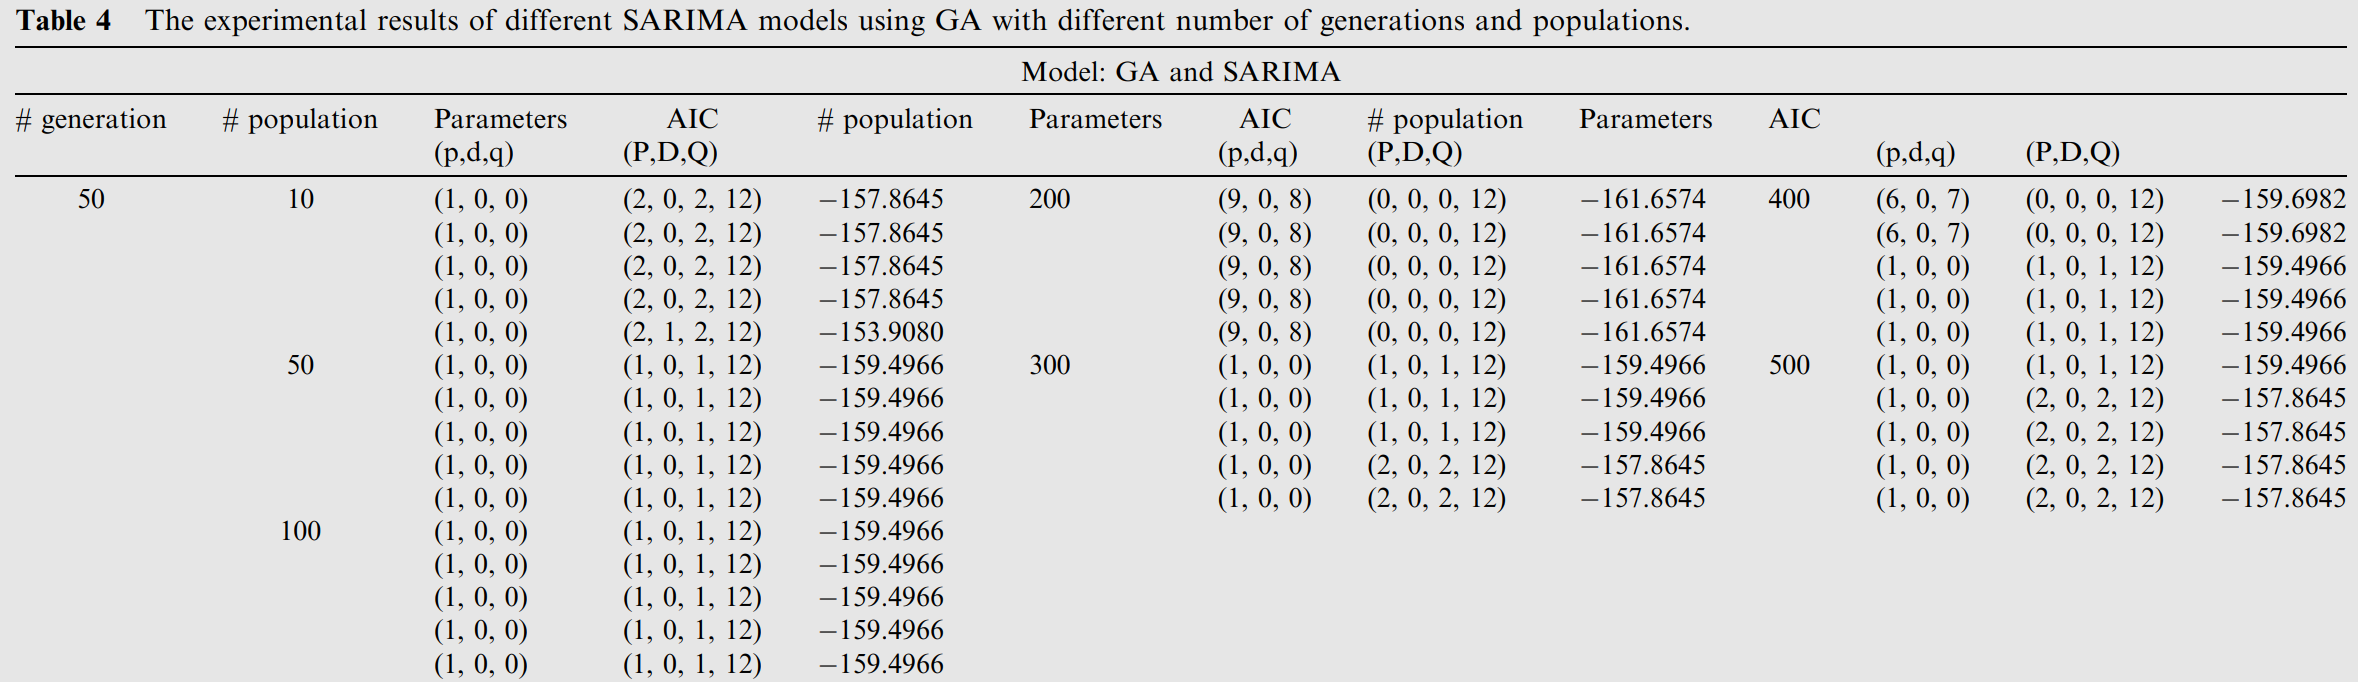 Table 4 The experimental results of different SARIMA models using GA with different number of generations and populations.
Model: GA and SARIMA
# generation # population Parameters AIC # population Parameters AIC # population Parameters AIC
(p,d,q) (P,D,Q) (p,d,q) (P,D,Q) (p,d,q) (P,D,Q)
50 10 (1, 0, 0) (2, 0, 2, 12) −157.8645 200 (9, 0, 8) (0, 0, 0, 12) −161.6574 400 (6, 0, 7) (0, 0, 0, 12) −159.6982
(1, 0, 0) (2, 0, 2, 12) −157.8645 (9, 0, 8) (0, 0, 0, 12) −161.6574 (6, 0, 7) (0, 0, 0, 12) −159.6982
(1, 0, 0) (2, 0, 2, 12) −157.8645 (9, 0, 8) (0, 0, 0, 12) −161.6574 (1, 0, 0) (1, 0, 1, 12) −159.4966
(1, 0, 0) (2, 0, 2, 12) −157.8645 (9, 0, 8) (0, 0, 0, 12) −161.6574 (1, 0, 0) (1, 0, 1, 12) −159.4966
(1, 0, 0) (2, 1, 2, 12) −153.9080 (9, 0, 8) (0, 0, 0, 12) −161.6574 (1, 0, 0) (1, 0, 1, 12) −159.4966
50 (1, 0, 0) (1, 0, 1, 12) −159.4966 300 (1, 0, 0) (1, 0, 1, 12) −159.4966 500 (1, 0, 0) (1, 0, 1, 12) −159.4966
(1, 0, 0) (1, 0, 1, 12) −159.4966 (1, 0, 0) (1, 0, 1, 12) −159.4966 (1, 0, 0) (2, 0, 2, 12) −157.8645
(1, 0, 0) (1, 0, 1, 12) −159.4966 (1, 0, 0) (1, 0, 1, 12) −159.4966 (1, 0, 0) (2, 0, 2, 12) −157.8645
(1, 0, 0) (1, 0, 1, 12) −159.4966 (1, 0, 0) (2, 0, 2, 12) −157.8645 (1, 0, 0) (2, 0, 2, 12) −157.8645
(1, 0, 0) (1, 0, 1, 12) −159.4966 (1, 0, 0) (2, 0, 2, 12) −157.8645 (1, 0, 0) (2, 0, 2, 12) −157.8645
100 (1, 0, 0) (1, 0, 1, 12) −159.4966
(1, 0, 0) (1, 0, 1, 12) −159.4966
(1, 0, 0) (1, 0, 1, 12) −159.4966
(1, 0, 0) (1, 0, 1, 12) −159.4966
(1, 0, 0) (1, 0, 1, 12) −159.4966